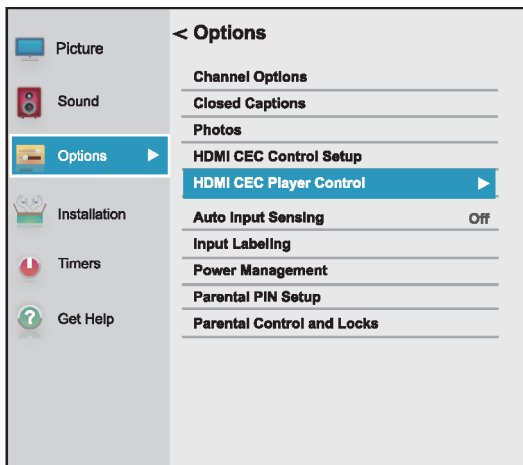 Picture
Sound
Options
Installation
Timers
Get Help
< Options
Channel Options
Closed Captions
Photos
HDMI CEC Control Setup
HDMI CEC Player Control
Auto Input Sensing Off
Input Labeling
Power Management
Parental PIN Setup
Parental Control and Locks